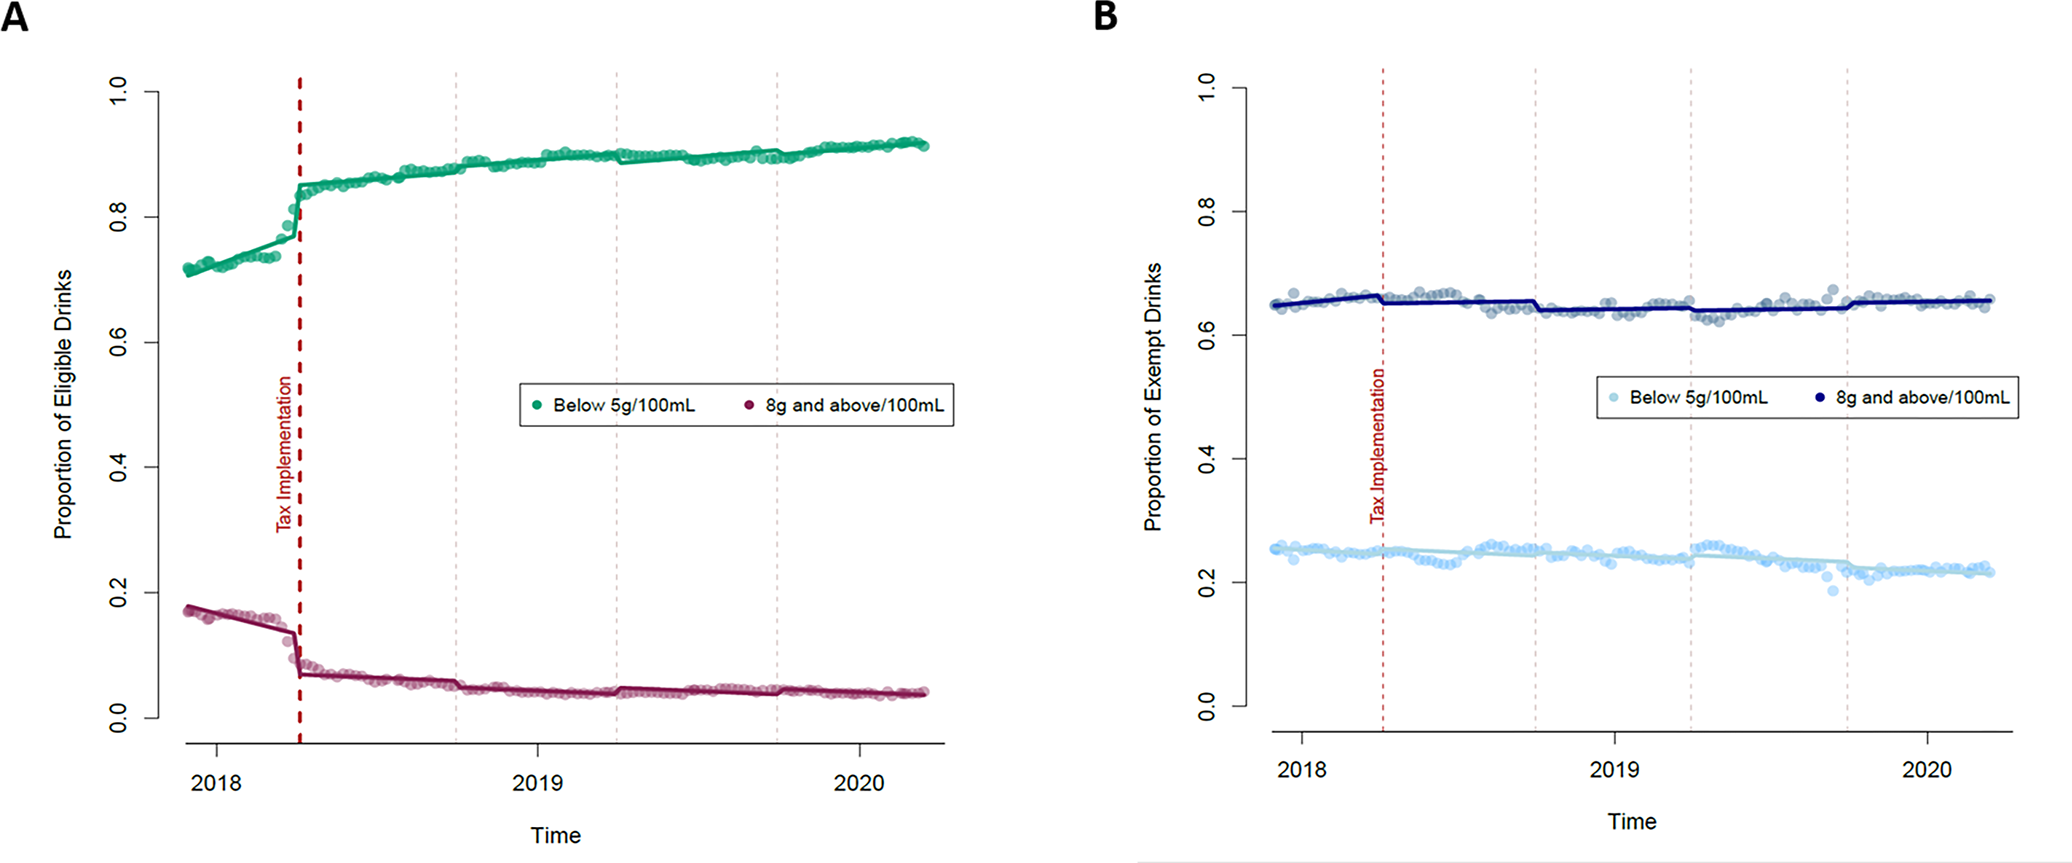 A
Proportion of Eligible Drinks
1.0
0.8
0.6
0.4
0.2
0.0
Tax Implementation
Below 5g/100mL
8g and above/100mL
2018
2019
2020
Time
B
Proportion of Exempt Drinks
1.0
0.8
0.6
0.4
0.2
0.0
Tax Implementation
Below 5g/100mL
8g and above/100mL
2018
2019
2020
Time